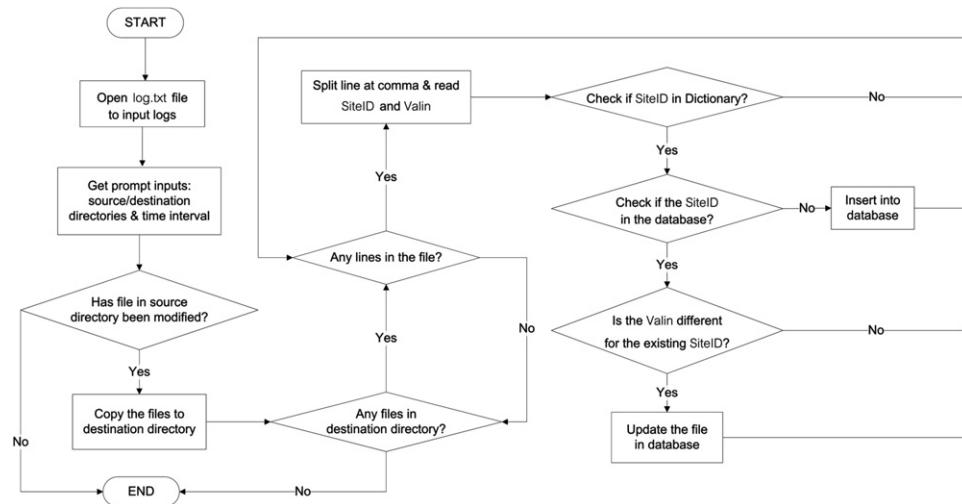 START
Open log.txt file
to input logs
Get prompt inputs:
source/destination
directories & time interval
Has file in source
directory been modified?
Yes
Copy the files to
destination directory
No
END
No
Any files in
destination directory?
Yes
Any lines in the file?
No
Yes
Split line at comma & read
SiteID and Valin
Check if SiteID in Dictionary?
No
Yes
Check if the SiteID
in the database?
No
Insert into
database
Yes
Is the Valin different
for the existing SiteID?
No
Yes
Update the file
in database